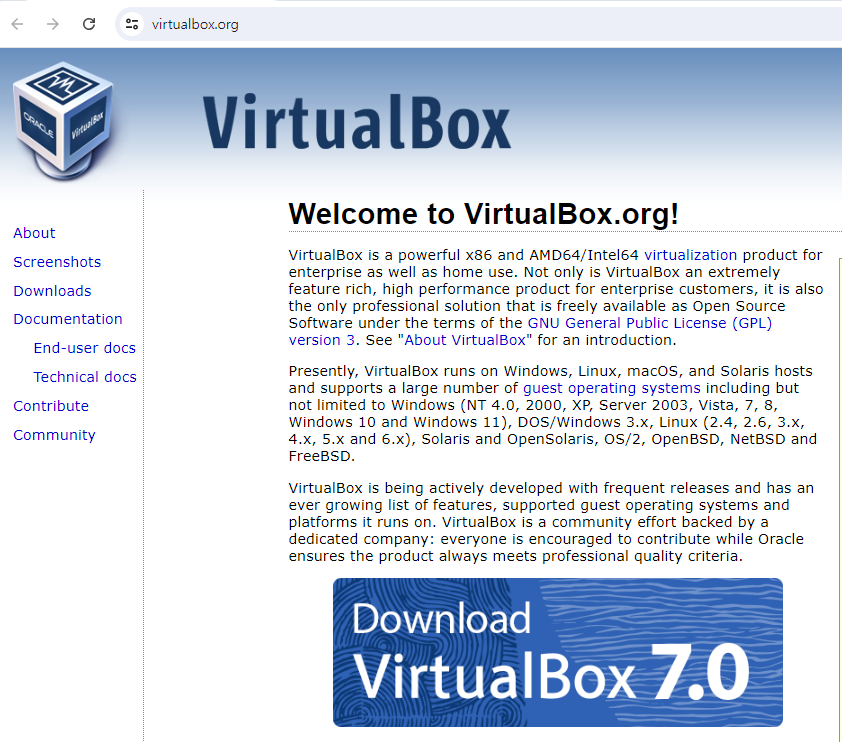 virtualbox.org
ORACLE
VirtualBox
VirtualBox
About
Screenshots
Downloads
Documentation
End-user docs
Technical docs
Contribute
Community
Welcome to VirtualBox.org!
VirtualBox is a powerful x86 and AMD64/Intel64 virtualization product for
enterprise as well as home use. Not only is VirtualBox an extremely
feature rich, high performance product for enterprise customers, it is also
the only professional solution that is freely available as Open Source
Software under the terms of the GNU General Public License (GPL)
version 3. See "About VirtualBox" for an introduction.
Presently, VirtualBox runs on Windows, Linux, macOS, and Solaris hosts
and supports a large number of guest operating systems including but
not limited to Windows (NT 4.0, 2000, XP, Server 2003, Vista, 7, 8,
Windows 10 and Windows 11), DOS/Windows 3.x, Linux (2.4, 2.6, 3.x,
4.x, 5.x and 6.x), Solaris and OpenSolaris, OS/2, OpenBSD, NetBSD and
FreeBSD.
VirtualBox is being actively developed with frequent releases and has an
ever growing list of features, supported guest operating systems and
platforms it runs on. VirtualBox is a community effort backed by a
dedicated company: everyone is encouraged to contribute while Oracle
ensures the product always meets professional quality criteria.
Download
VirtualBox 7.0